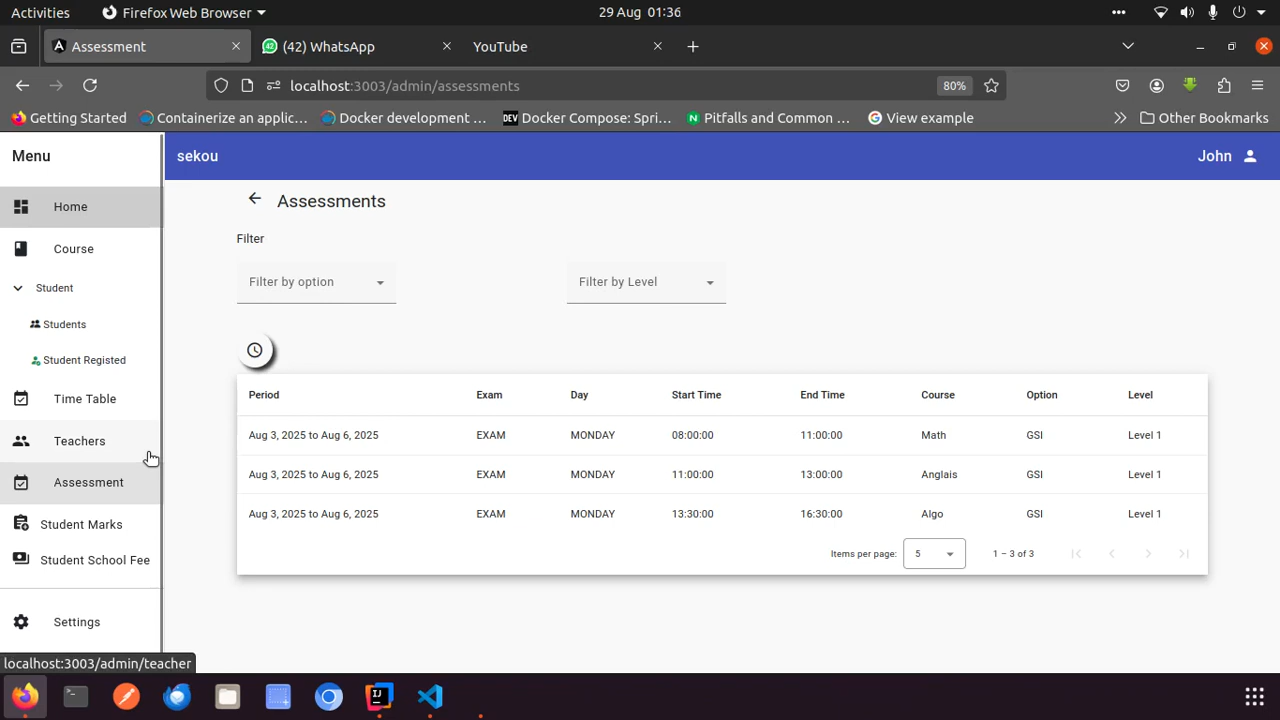 Activities Firefox Web Browser 29 Aug 01:36
Assessment (42) WhatsApp YouTube
localhost:3003/admin/assessments 80%
Getting Started Containerize an applic... Docker development ... DEV Docker Compose: Spri... Pitfalls and Common ... View example Other Bookmarks
Menu sekou John
Home
Course
Student
Students
Student Registed
Time Table
Teachers
Assessment
Student Marks
Student School Fee
Settings
localhost:3003/admin/teacher
Assessments
Filter
Filter by option Filter by Level
Period Exam Day Start Time End Time Course Option Level
Aug 3, 2025 to Aug 6, 2025 EXAM MONDAY 08:00:00 11:00:00 Math GSI Level 1
Aug 3, 2025 to Aug 6, 2025 EXAM MONDAY 11:00:00 13:00:00 Anglais GSI Level 1
Aug 3, 2025 to Aug 6, 2025 EXAM MONDAY 13:30:00 16:30:00 Algo GSI Level 1
Items per page: 5 1 – 3 of 3